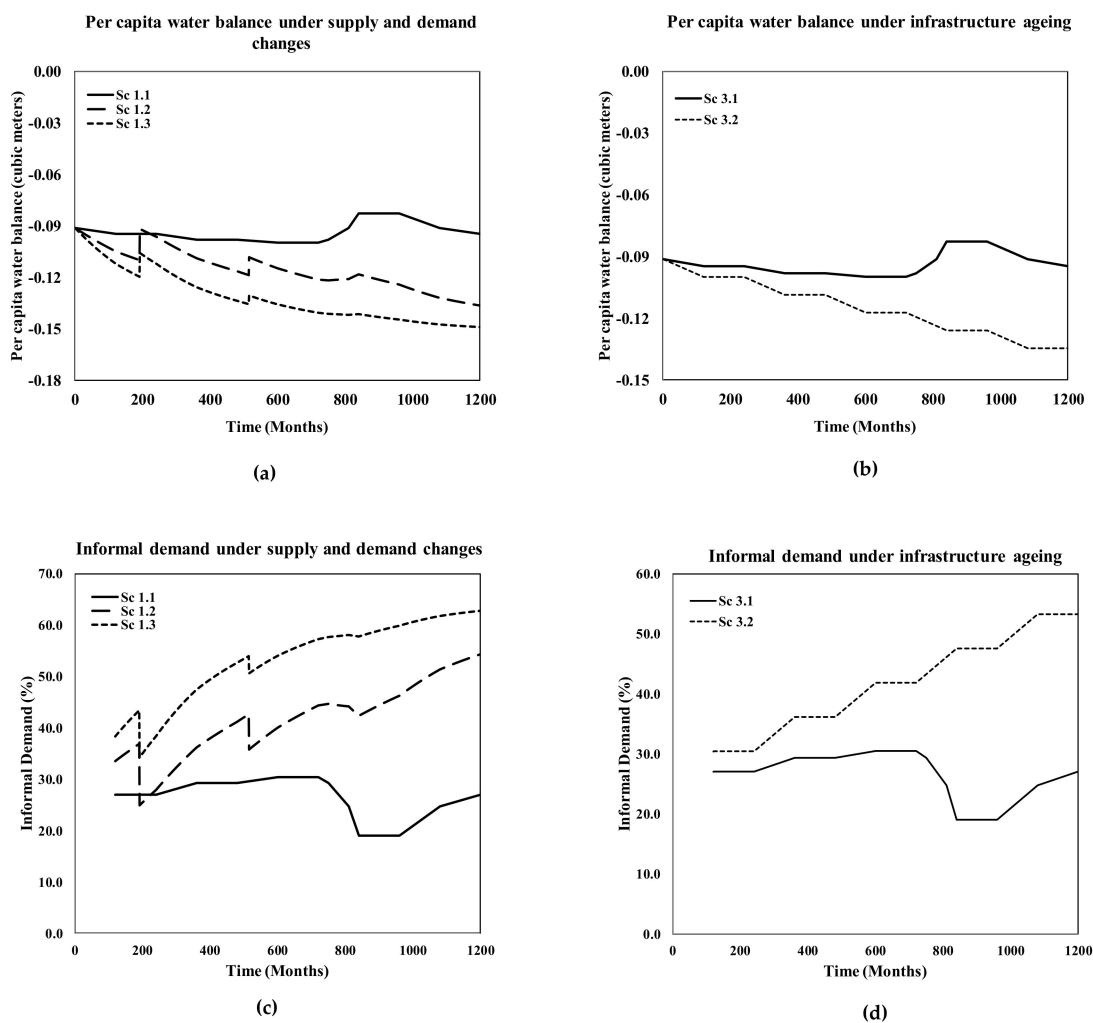 Per capita water balance under supply and demand
changes
Per capita water balance (cubic meters)
0.00
-0.03
-0.06
-0.09
-0.12
-0.15
-0.18
Sc 1.1
Sc 1.2
Sc 1.3
0 200 400 600 800 1000 1200
Time (Months)
(a)
Per capita water balance under infrastructure ageing
Per capita water balance (cubic meters)
0.00
-0.03
-0.06
-0.09
-0.12
-0.15
Sc 3.1
Sc 3.2
0 200 400 600 800 1000 1200
Time (Months)
(b)
Informal demand under supply and demand changes
Informal Demand (%)
70.0
60.0
50.0
40.0
30.0
20.0
10.0
0.0
Sc 1.1
Sc 1.2
Sc 1.3
0 200 400 600 800 1000 1200
Time (Months)
(c)
Informal demand under infrastructure ageing
Informal Demand (%)
60.0
50.0
40.0
30.0
20.0
10.0
0.0
Sc 3.1
Sc 3.2
0 200 400 600 800 1000 1200
Time (Months)
(d)